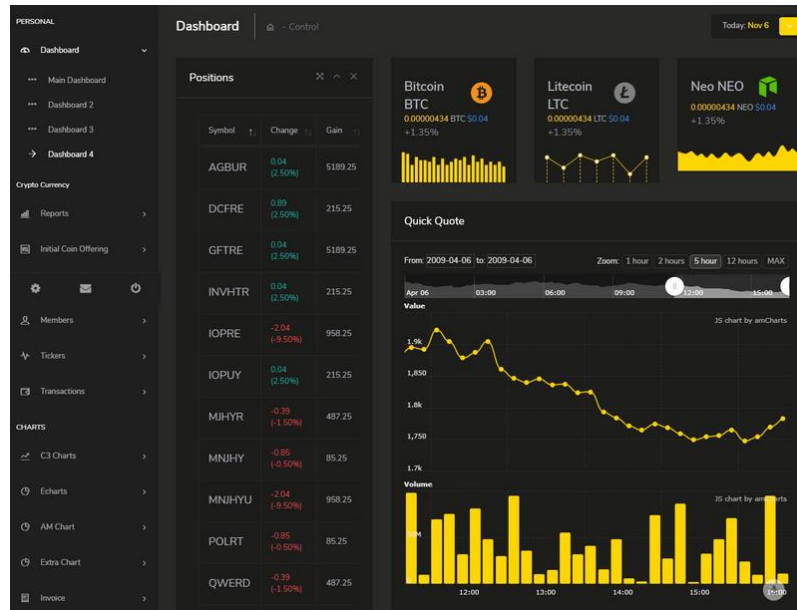 PERSONAL
Dashboard
Main Dashboard
Dashboard 2
Dashboard 3
Dashboard 4
Crypto Currency
Reports
Initial Coin Offering
Members
Tickers
Transactions
CHARTS
C3 Charts
Echarts
AM Chart
Extra Chart
Invoice
Dashboard - Control
Today: Nov 6
Positions
Symbol Change Gain
AGBUR 0.04 (2.50%) 5189.25
DCFRE 0.89 (2.50%) 215.25
GFTRE 0.04 (2.50%) 5189.25
INVHTR 0.04 (2.50%) 215.25
IOPRE -2.04 (-9.50%) 958.25
IOPUY 0.04 (2.50%) 215.25
MJHYR -0.39 (-1.50%) 487.25
MNJHY -0.85 (-0.50%) 85.25
MNJHYU -2.04 (-9.50%) 958.25
POLRT -0.85 (-0.50%) 85.25
QWERD -0.39 (-1.50%) 487.25
Bitcoin
BTC
0.00000434 BTC $0.04
+1.35%
Litecoin
LTC
0.00000434 LTC $0.04
+1.35%
Neo NEO
0.00000434 NEO $0.04
+1.35%
Quick Quote
From: 2009-04-06 to: 2009-04-06
Zoom: 1 hour 2 hours 5 hour 12 hours MAX
Apr 06 03:00 06:00 09:00 12:00 15:00
Value
JS chart by amCharts
1.9k
1,850
1.8k
1,750
1.7k
Volume
JS chart by amCharts
12:00 13:00 14:00 15:00 16:00